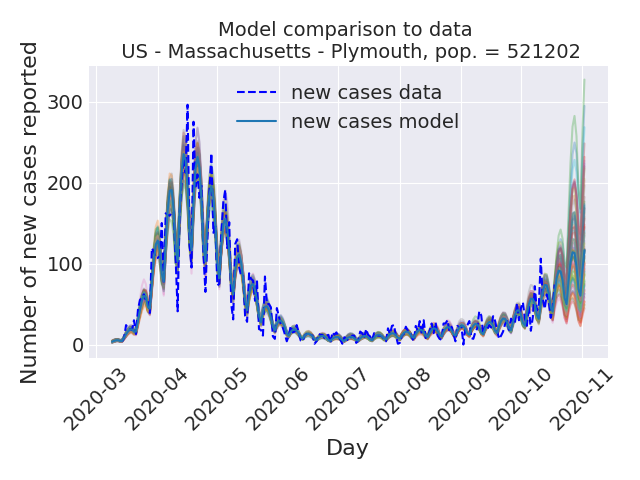 Model comparison to data
US - Massachusetts - Plymouth, pop. = 521202
Number of new cases reported
300
200
100
0
new cases data
new cases model
2020-03
2020-04
2020-05
2020-06
2020-07
2020-08
2020-09
2020-10
2020-11
Day